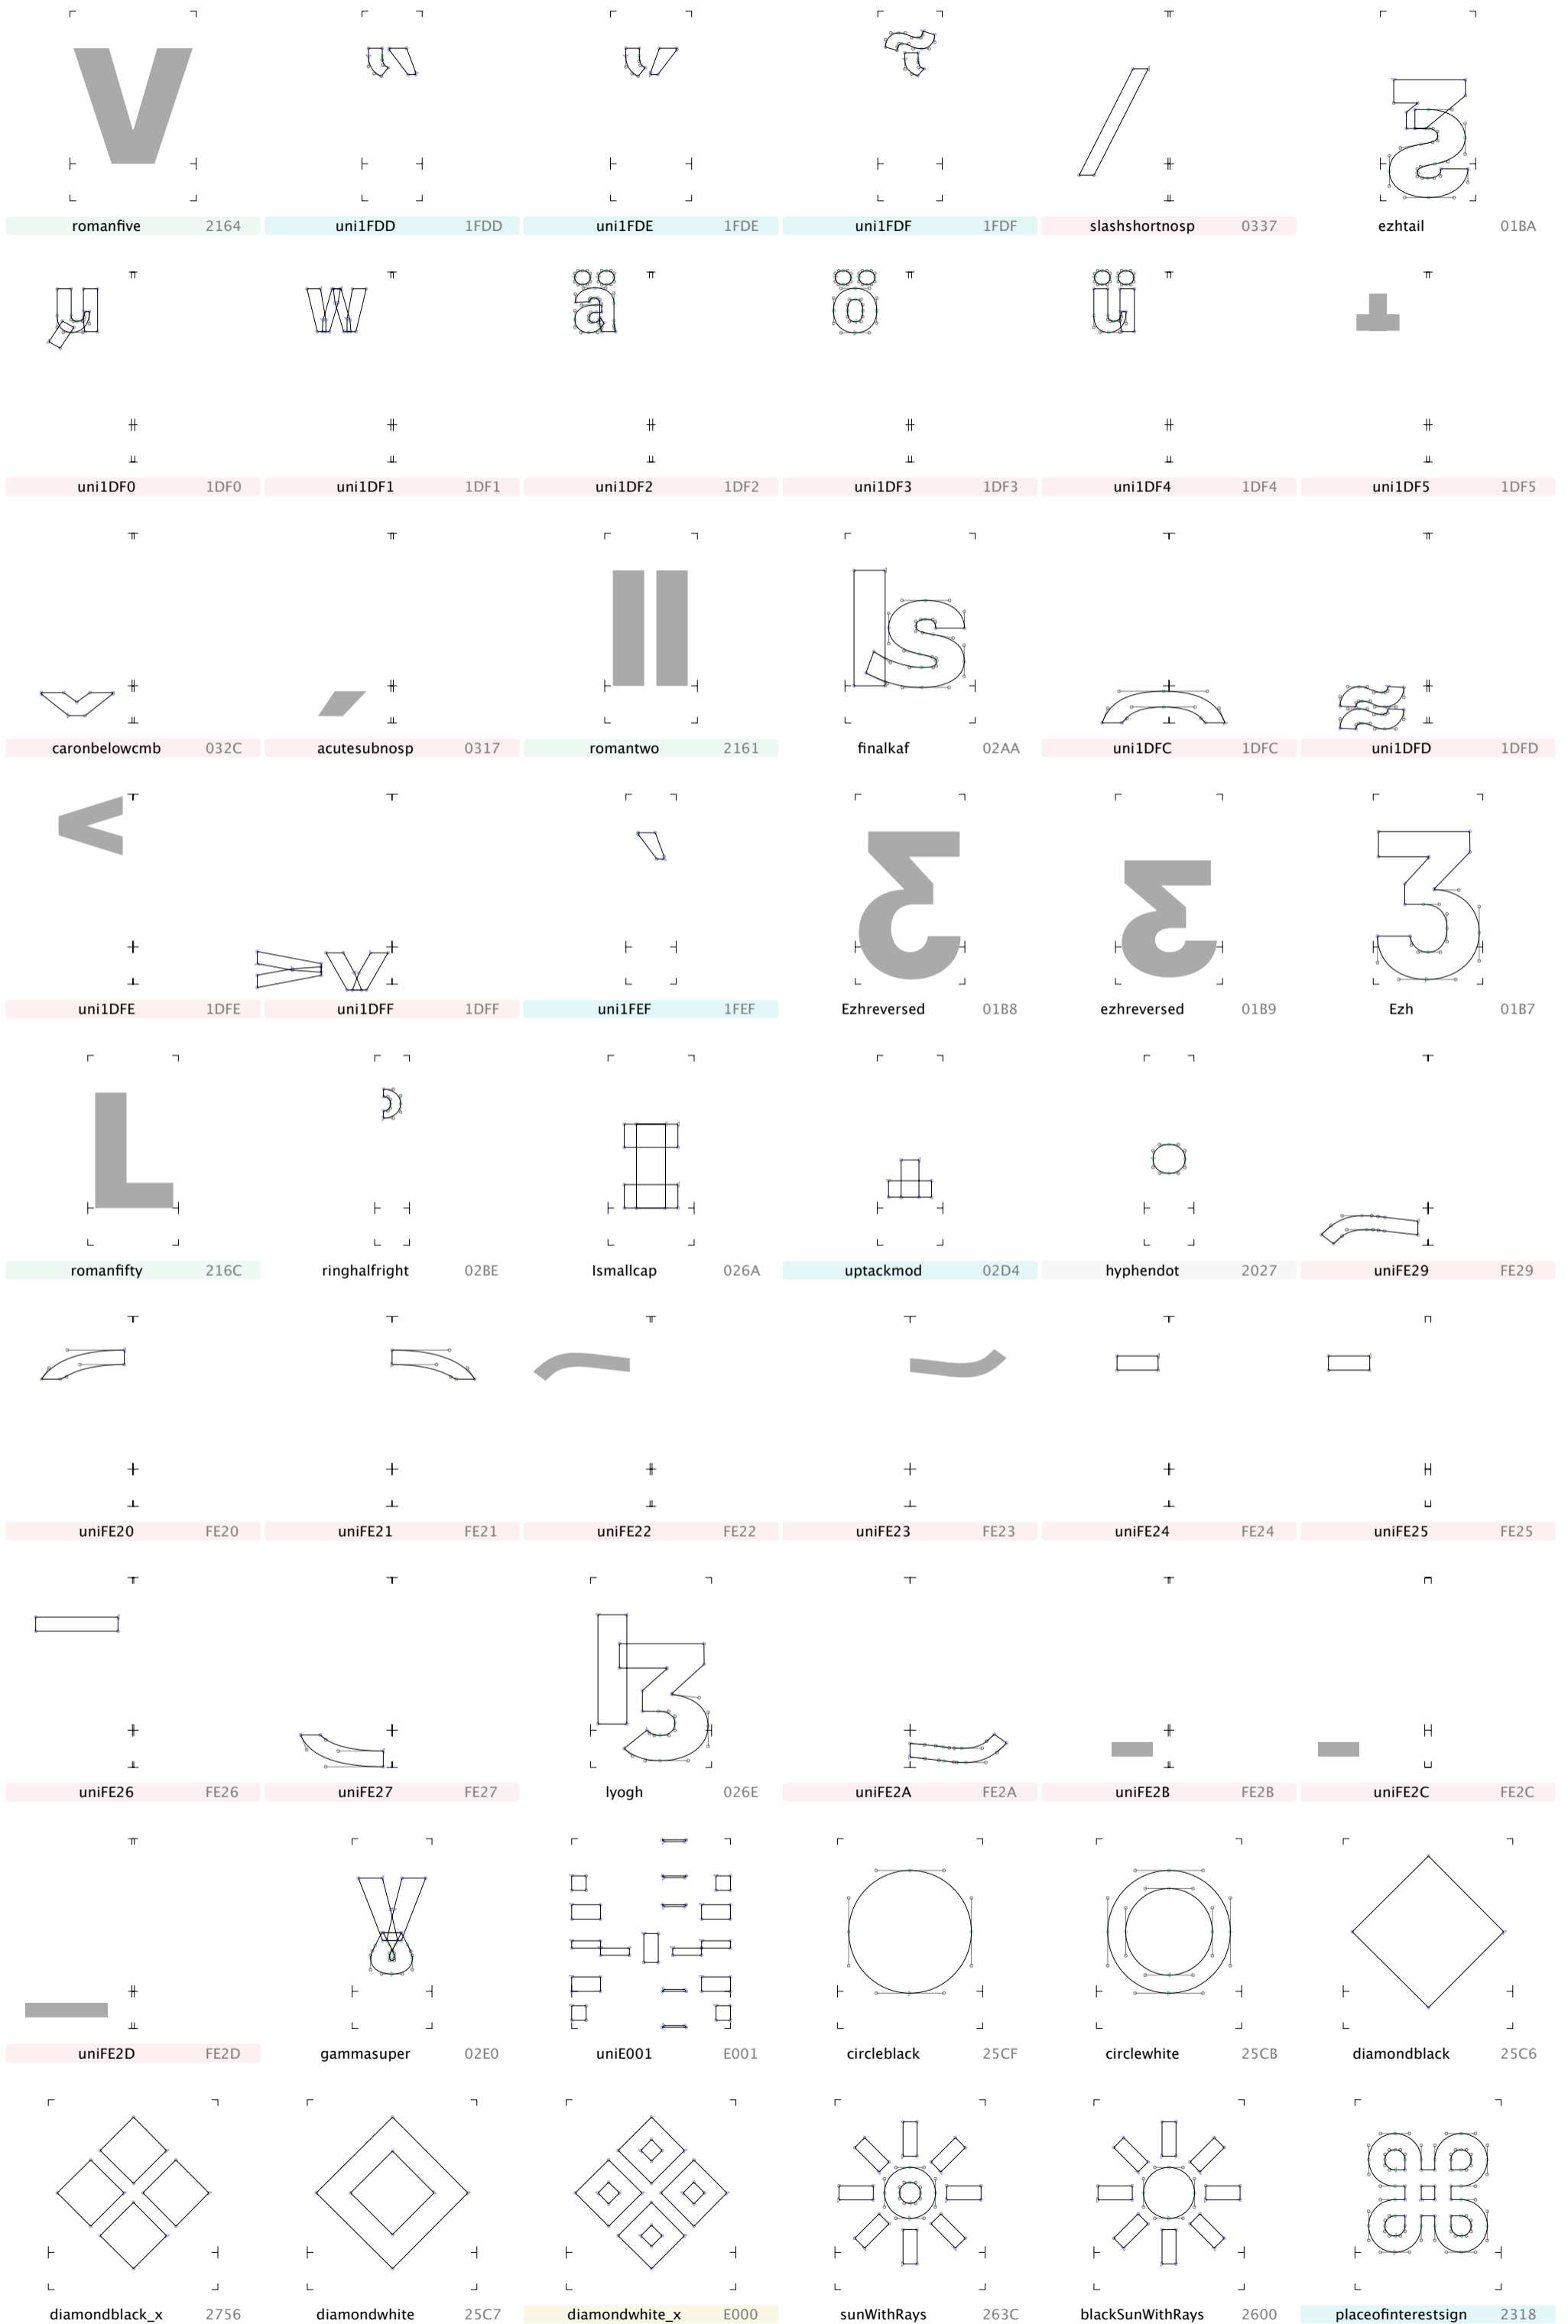 romanfive 2164 uni1FDD 1FDD uni1FDE 1FDE uni1FDF 1FDF slashshortnosp 0337 ezhtail 01BA
uni1DF0 1DF0 uni1DF1 1DF1 uni1DF2 1DF2 uni1DF3 1DF3 uni1DF4 1DF4 uni1DF5 1DF5
caronbelowcmb 032C acutesubnosp 0317 romantwo 2161 finalkaf 02AA uni1DFC 1DFC uni1DFD 1DFD
uni1DFE 1DFE uni1DFF 1DFF uni1FEF 1FEF Ezhreversed 01B8 ezhreversed 01B9 Ezh 01B7
romanfifty 216C ringhalfright 02BE Ismallcap 026A uptackmod 02D4 hyphendot 2027 uniFE29 FE29
uniFE20 FE20 uniFE21 FE21 uniFE22 FE22 uniFE23 FE23 uniFE24 FE24 uniFE25 FE25
uniFE26 FE26 uniFE27 FE27 lyogh 026E uniFE2A FE2A uniFE2B FE2B uniFE2C FE2C
uniFE2D FE2D gammasuper 02E0 uniE001 E001 circleblack 25CF circlewhite 25CB diamondblack 25C6
diamondblack_x 2756 diamondwhite 25C7 diamondwhite_x E000 sunWithRays 263C blackSunWithRays 2600 placeofinterestsign 2318